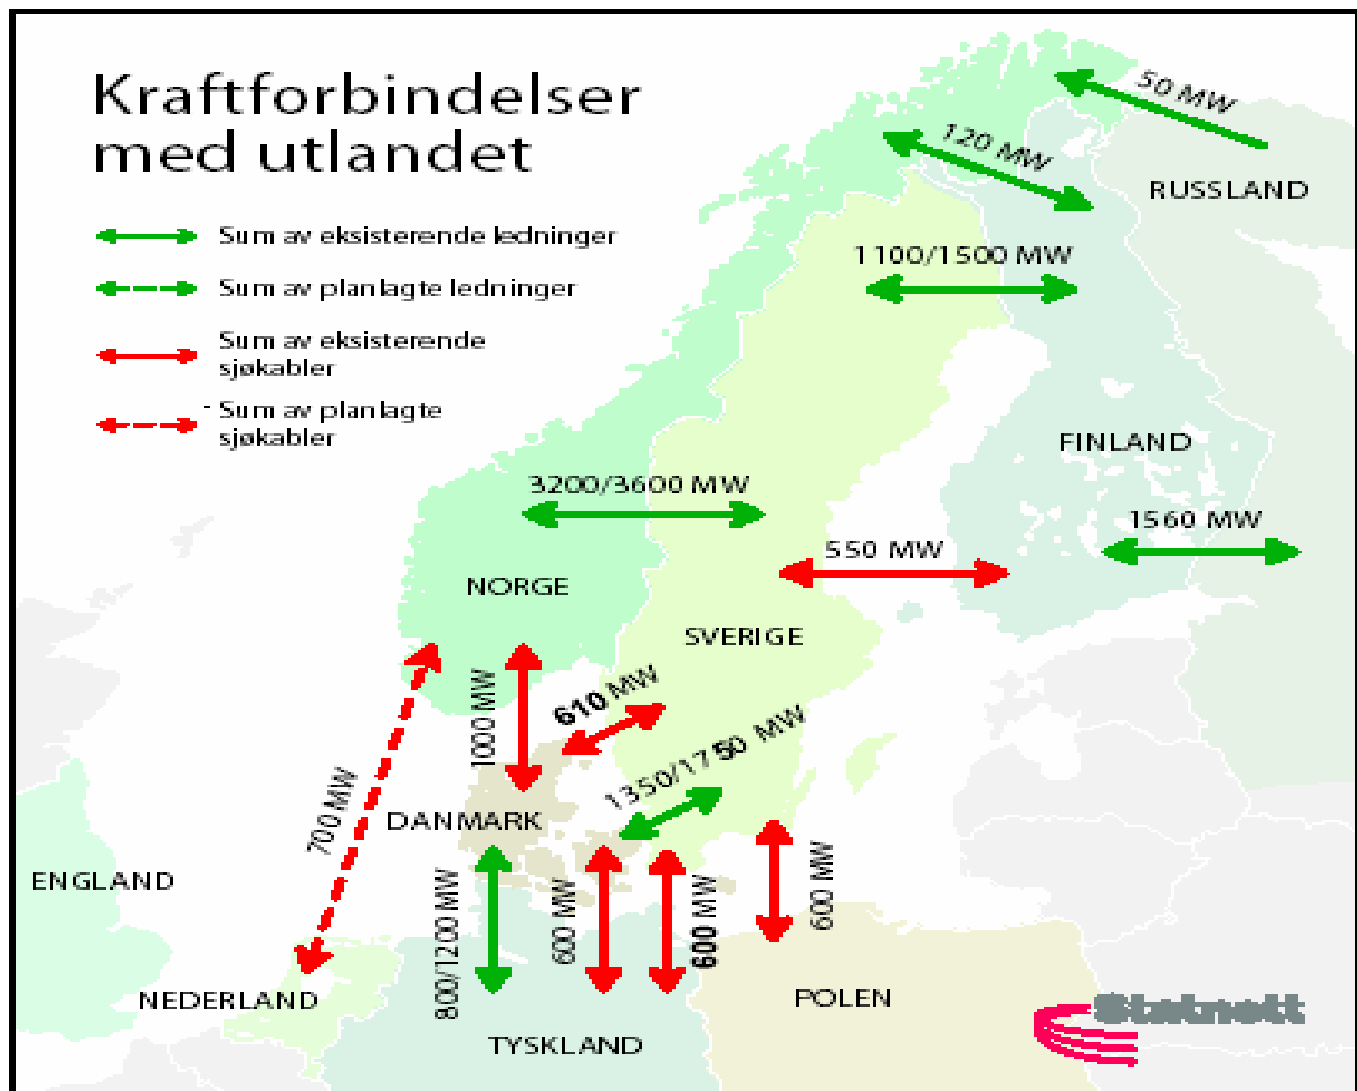 Kraftforbindelser
med utlandet
Sum av eksisterende ledninger
Sum av planlagte ledninger
Sum av eksisterende
sjøkabler
Sum av planlagte
sjøkabler
50 MW
120 MW
RUSSLAND
1100/1500 MW
FINLAND
3200/3600 MW
1560 MW
550 MW
NORGE
SVERIGE
1000 MW
610 MW
1350/1750 MW
700 MW
DANMARK
ENGLAND
800/1200 MW
600 MW
600 MW
600 MW
NEDERLAND
POLEN
Statnett
TYSKLAND